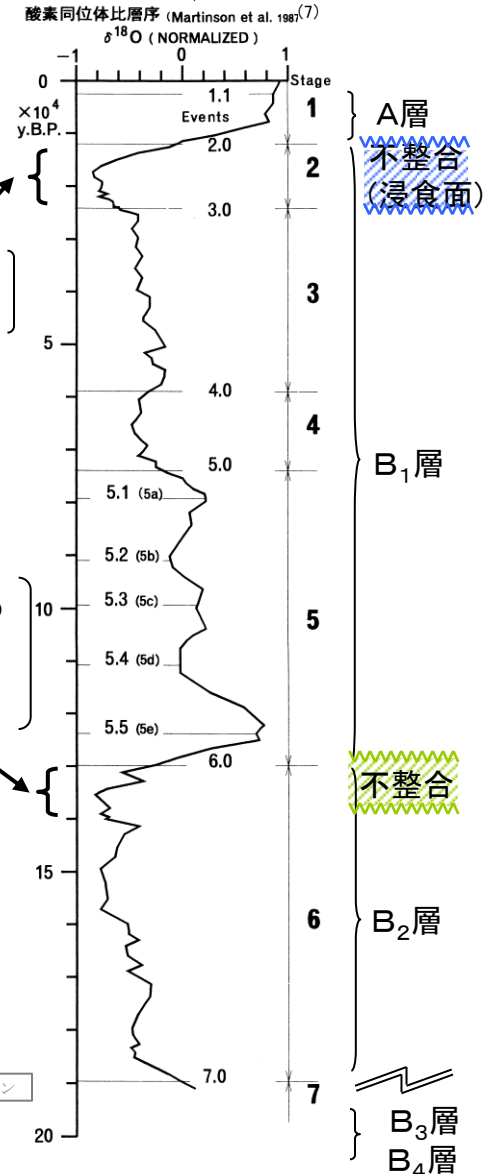 酸素同位体比層序 (Martinson et al. 1987(7)
δ18O ( NORMALIZED )
−1 0 1
0
Stage
×10⁴
y.B.P.
1.1
Events
1
A層
2.0
不整合
(浸食面)
2
3.0
3
5
4.0
4
5.0
B₁層
5.1 (5a)
5.2 (5b)
5.3 (5c)
10
5
5.4 (5d)
5.5 (5e)
6.0
不整合
15
6
B₂層
7.0
7
ン
B₃層
20
B₄層